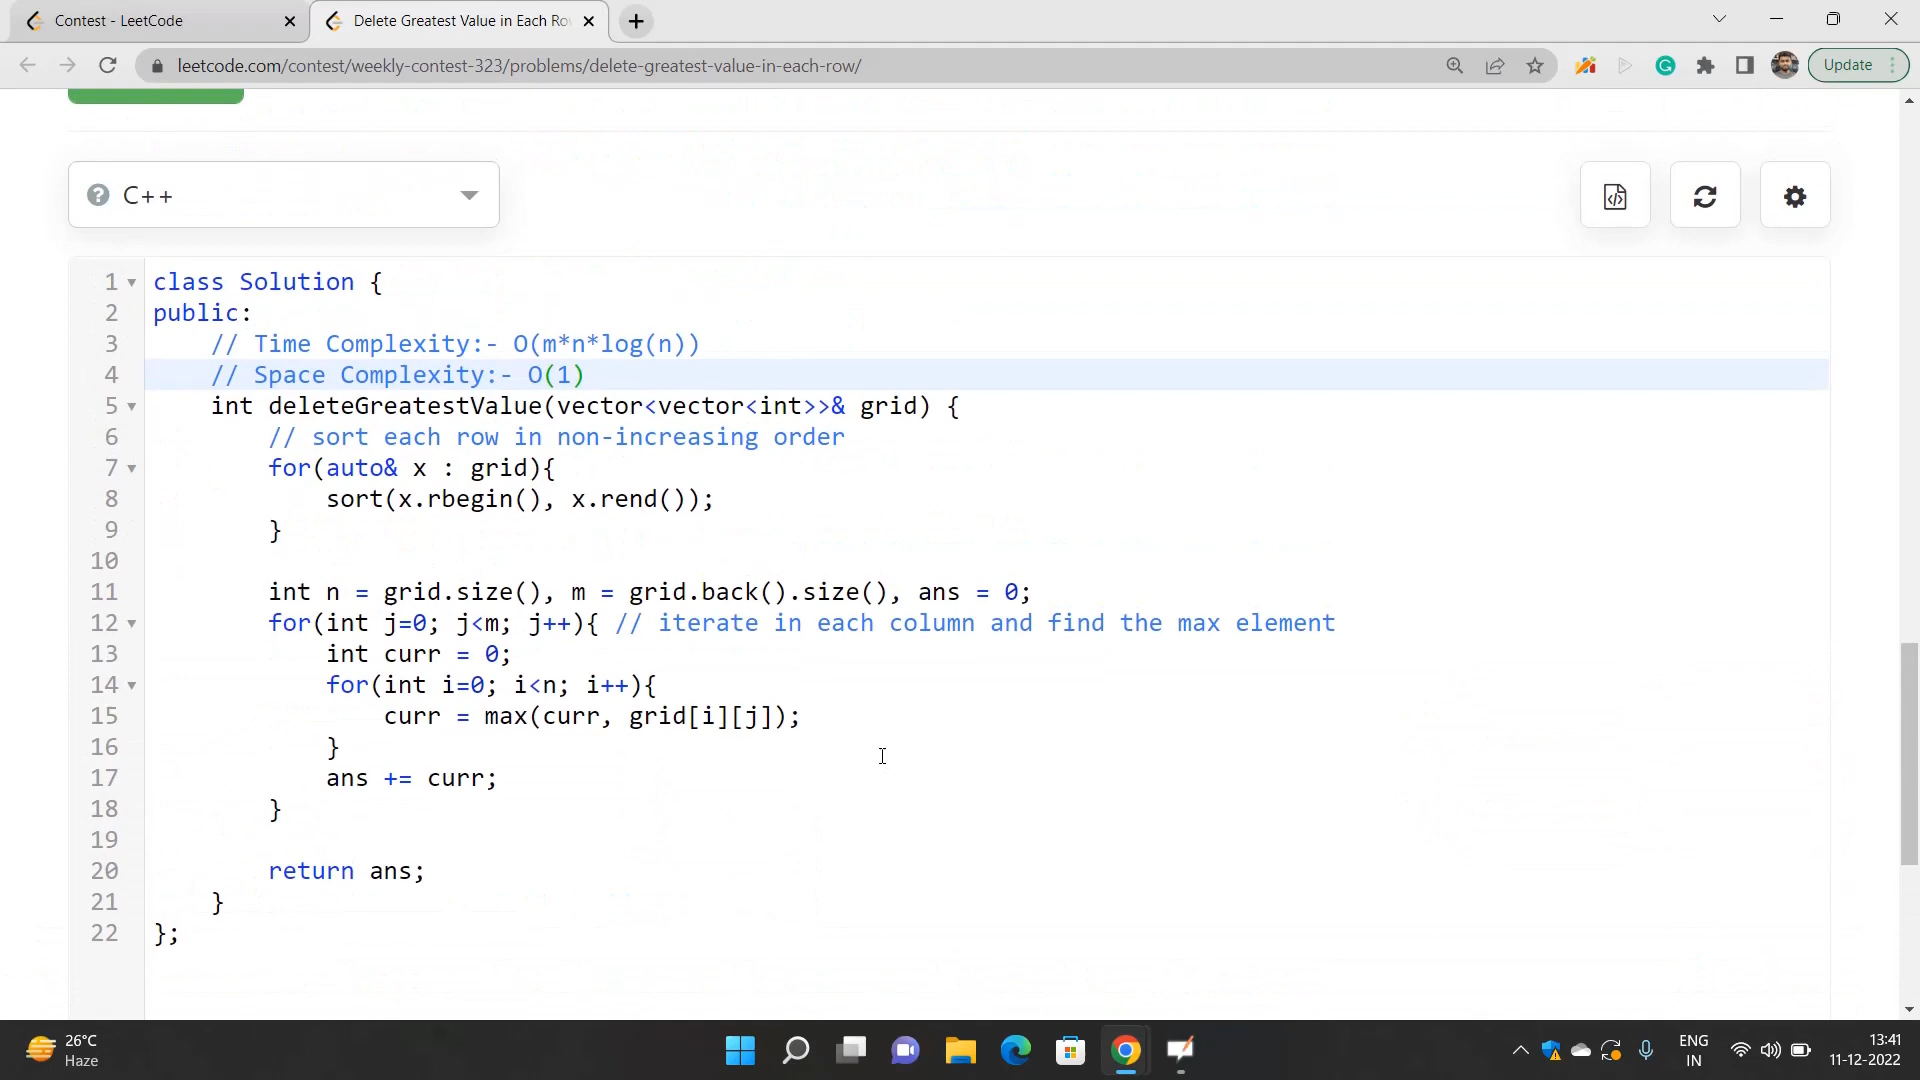 Contest - LeetCode
Delete Greatest Value in Each Ro
leetcode.com/contest/weekly-contest-323/problems/delete-greatest-value-in-each-row/
Update
C++
1 class Solution {
2 public:
3     // Time Complexity:- O(m*n*log(n))
4     // Space Complexity:- O(1)
5     int deleteGreatestValue(vector<vector<int>>& grid) {
6         // sort each row in non-increasing order
7         for(auto& x : grid){
8             sort(x.rbegin(), x.rend());
9         }
10
11         int n = grid.size(), m = grid.back().size(), ans = 0;
12         for(int j=0; j<m; j++){ // iterate in each column and find the max element
13             int curr = 0;
14             for(int i=0; i<n; i++){
15                 curr = max(curr, grid[i][j]);
16             }
17             ans += curr;
18         }
19
20         return ans;
21     }
22 };
26°C
Haze
ENG
IN
13:41
11-12-2022